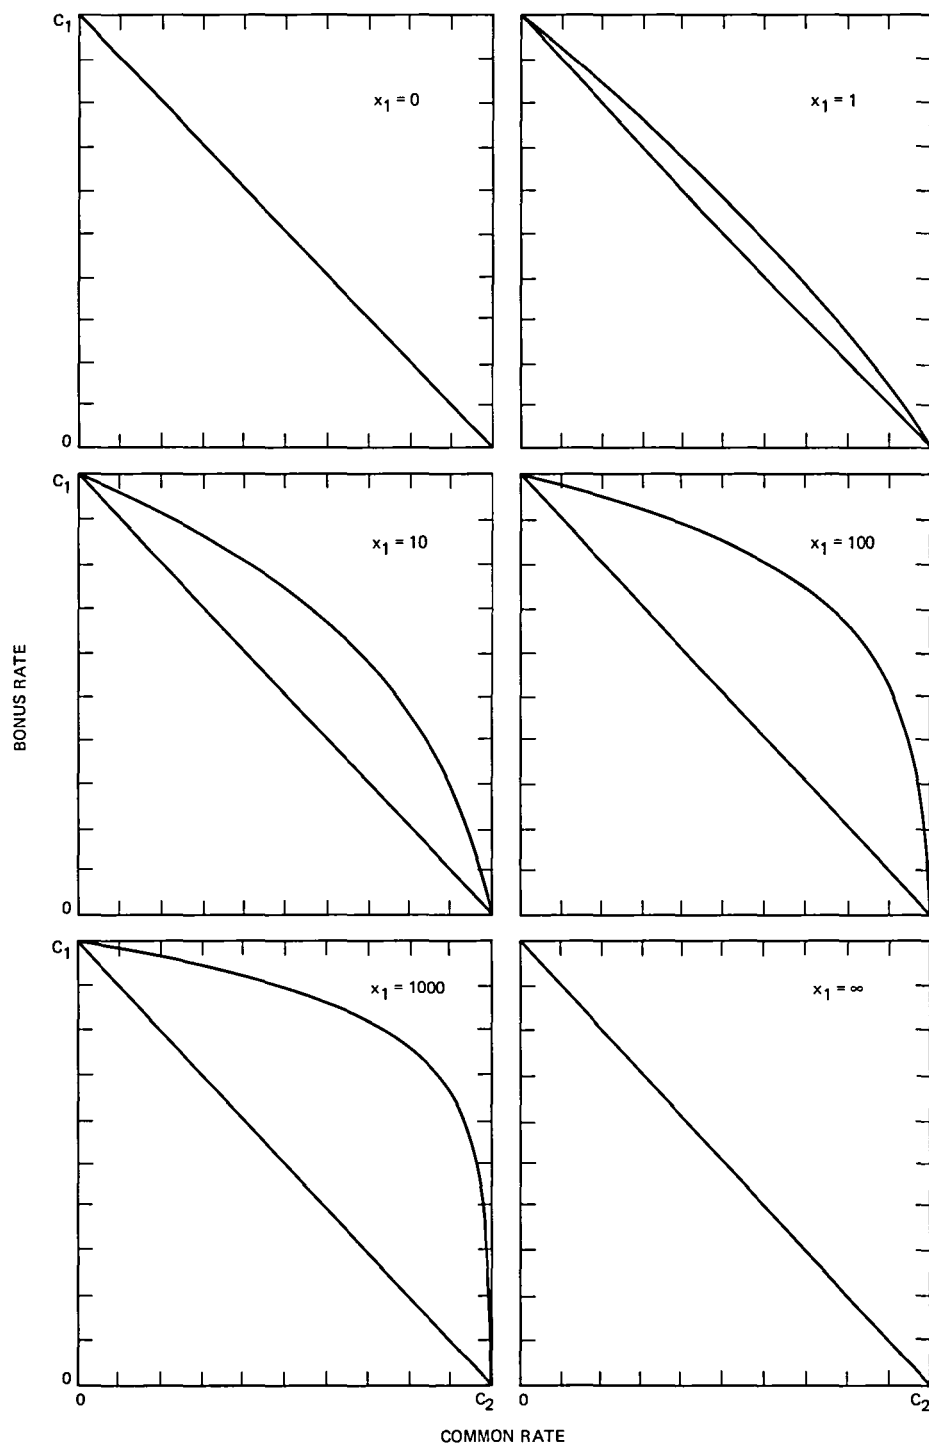 C1
x1 = 0
x1 = 1
0
C1
x1 = 10
x1 = 100
BONUS RATE
0
C1
x1 = 1000
x1 = ∞
0
0
C2
0
C2
COMMON RATE